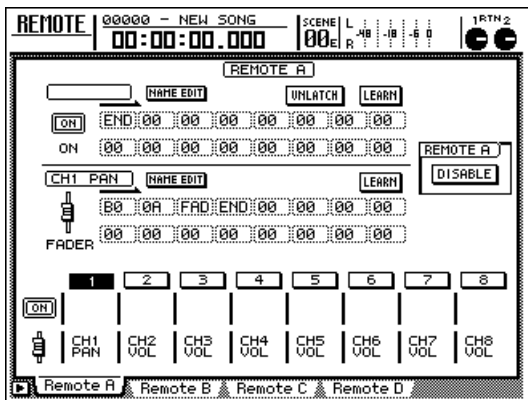 REMOTE
00000 - NEW SONG
00:00:00.000
SCENE
00E
L -48 -18 -6 0
R
1RTN2
REMOTE A
NAME EDIT UNLATCH LEARN
ON END 00 00 00 00 00 00 00
ON 00 00 00 00 00 00 00 00
REMOTE A
DISABLE
CH1 PAN NAME EDIT LEARN
B0 0A FAD END 00 00 00 00
FADER 00 00 00 00 00 00 00 00
1 2 3 4 5 6 7 8
ON
CH1 PAN CH2 VOL CH3 VOL CH4 VOL CH5 VOL CH6 VOL CH7 VOL CH8 VOL
Remote A Remote B Remote C Remote D